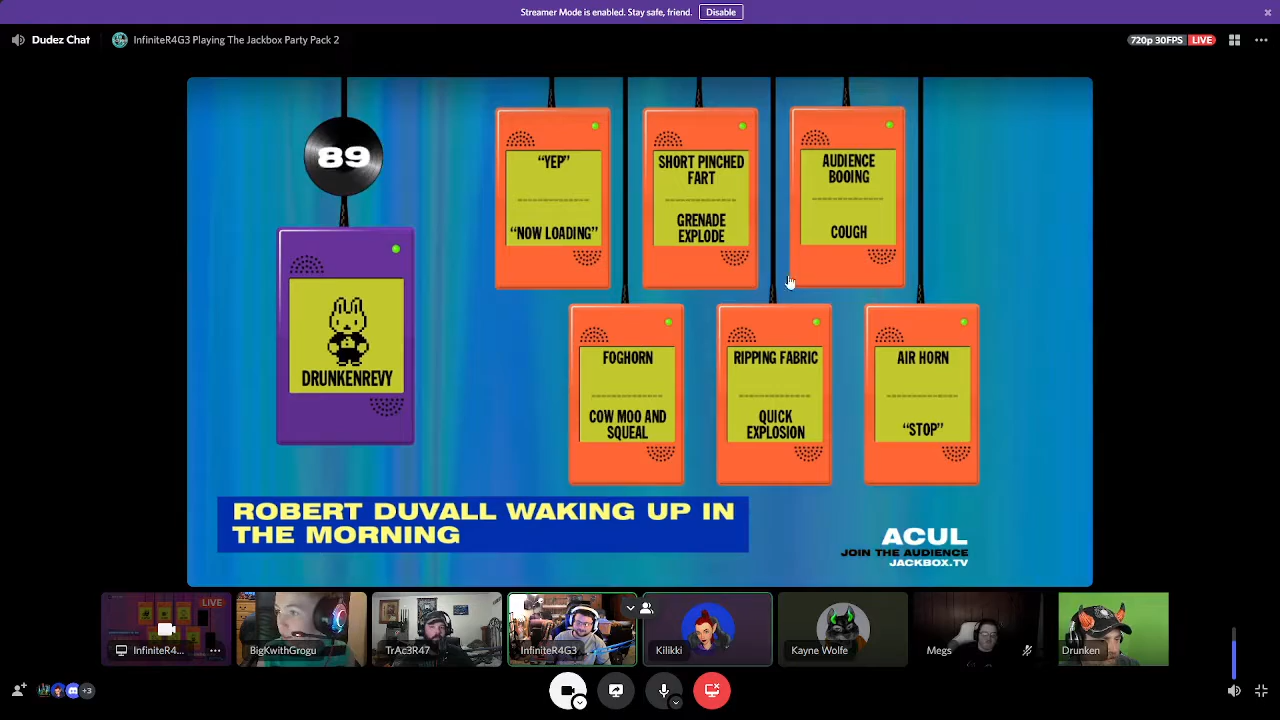 Streamer Mode is enabled. Stay safe, friend. Disable
Dudez Chat InfiniteR4G3 Playing The Jackbox Party Pack 2 720p 30FPS LIVE
89
DRUNKENREVY
"YEP"
"NOW LOADING"
SHORT PINCHED
FART
GRENADE
EXPLODE
AUDIENCE
BOOING
COUGH
FOGHORN
COW MOO AND
SQUEAL
RIPPING FABRIC
QUICK
EXPLOSION
AIR HORN
"STOP"
ROBERT DUVALL WAKING UP IN
THE MORNING
ACUL
JOIN THE AUDIENCE
JACKBOX.TV
LIVE
InfiniteR4... BigKwithGrogu TrAc3R47 InfiniteR4G3 Kilikki Kayne Wolfe Megs Drunken
+3